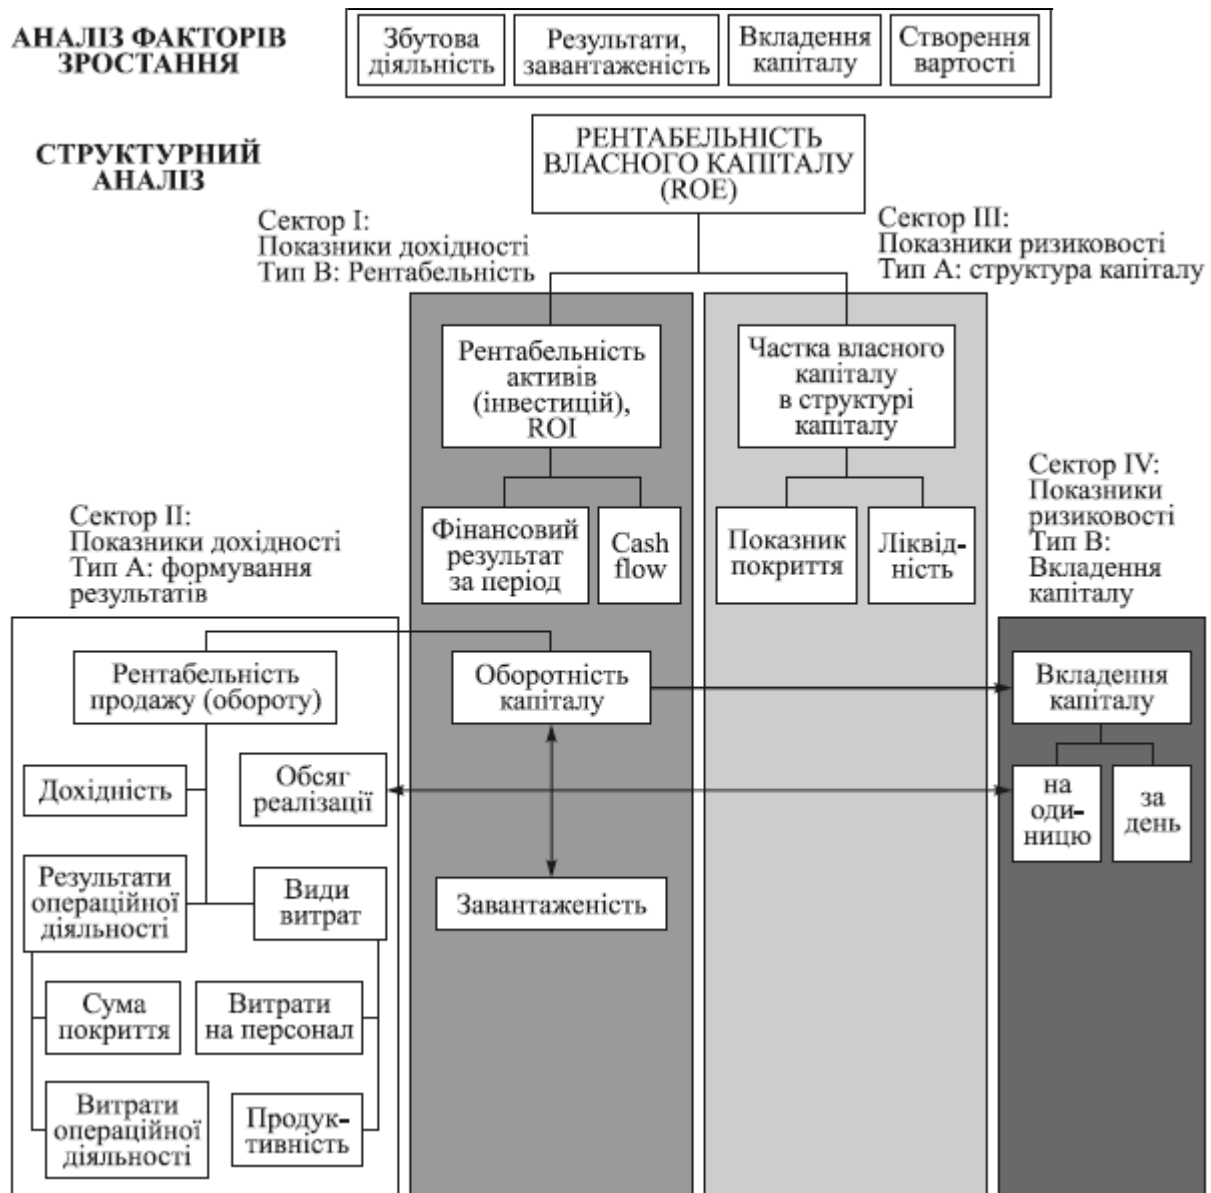 АНАЛІЗ ФАКТОРІВ
ЗРОСТАННЯ
Збутова
діяльність
Результати,
завантаженість
Вкладення
капіталу
Створення
вартості
СТРУКТУРНИЙ
АНАЛІЗ
РЕНТАБЕЛЬНІСТЬ
ВЛАСНОГО КАПІТАЛУ
(ROE)
Сектор I:
Показники дохідності
Тип В: Рентабельність
Сектор III:
Показники ризиковості
Тип А: структура капіталу
Рентабельність
активів
(інвестицій),
ROI
Частка власного
капіталу
в структурі
капіталу
Фінансовий
результат
за період
Cash
flow
Показник
покриття
Ліквід-
ність
Сектор IV:
Показники
ризиковості
Тип В:
Вкладення
капіталу
Сектор II:
Показники дохідності
Тип А: формування
результатів
Рентабельність
продажу (обороту)
Оборотність
капіталу
Вкладення
капіталу
Дохідність
Обсяг
реалізації
на
оди-
ницю
за
день
Результати
операційної
діяльності
Види
витрат
Завантаженість
Сума
покриття
Витрати
на персонал
Витрати
операційної
діяльності
Продук-
тивність